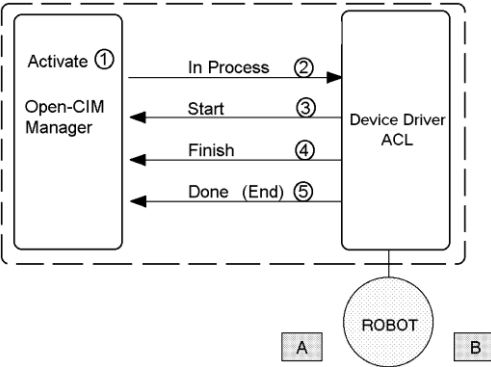 Activate ①
Open-CIM
Manager
In Process ②
Start ③
Finish ④
Done (End) ⑤
Device Driver
ACL
ROBOT
A
B